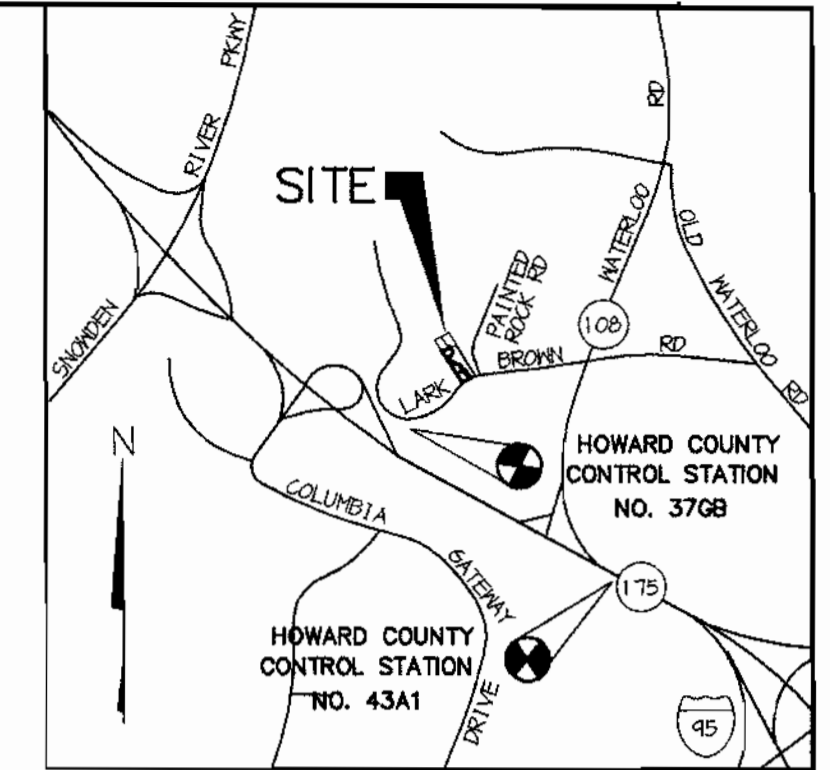 PKWY
RIVER
SNOWDEN
SITE
RD
WATERLOO
OLD
WATERLOO
RD
PAINTED
ROCK RD
108
BROWN
RD
LARK
N
HOWARD COUNTY
CONTROL STATION
NO. 37GB
COLUMBIA
GATEWAY
DRIVE
175
HOWARD COUNTY
CONTROL STATION
NO. 43A1
95